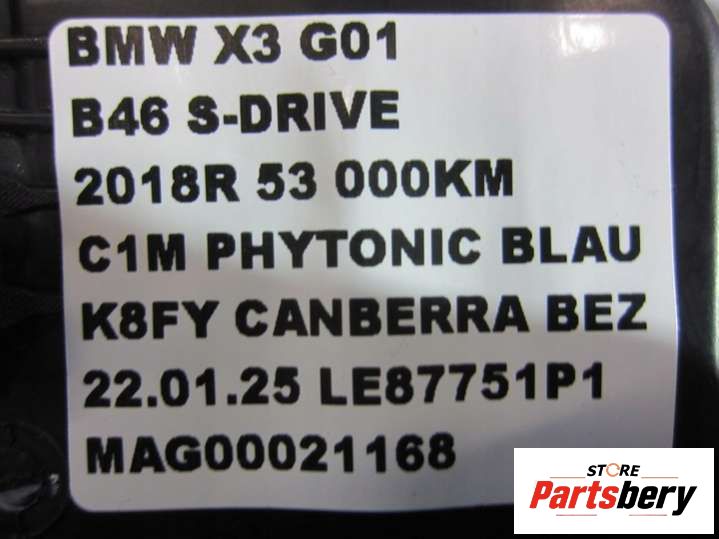 BMW X3 G01
B46 S-DRIVE
2018R 53 000KM
C1M PHYTONIC BLAU
K8FY CANBERRA BEZ
22.01.25 LE87751P1
MAG00021168
STORE
Partsbery